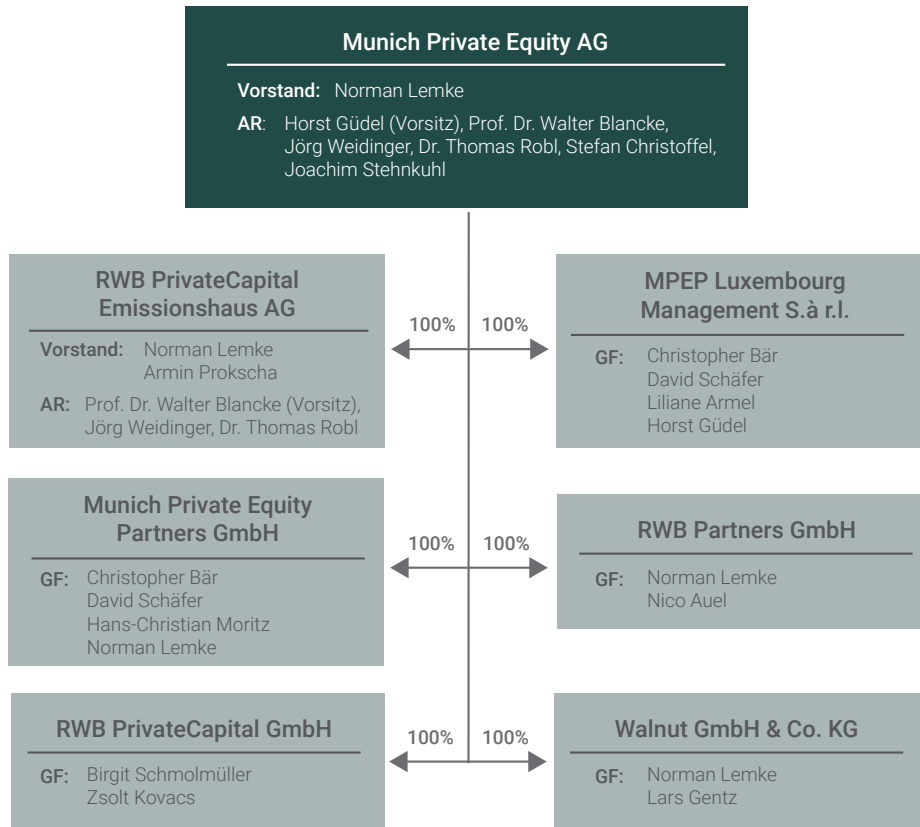 Munich Private Equity AG
Vorstand: Norman Lemke
AR: Horst Güdel (Vorsitz), Prof. Dr. Walter Blancke,
Jörg Weidinger, Dr. Thomas Robl, Stefan Christoffel,
Joachim Stehnkuhl
RWB PrivateCapital
Emissionshaus AG
Vorstand: Norman Lemke
Armin Prokscha
AR: Prof. Dr. Walter Blancke (Vorsitz),
Jörg Weidinger, Dr. Thomas Robl
100% 100%
MPEP Luxembourg
Management S.à r.l.
GF: Christopher Bär
David Schäfer
Liliane Armel
Horst Güdel
Munich Private Equity
Partners GmbH
GF: Christopher Bär
David Schäfer
Hans-Christian Moritz
Norman Lemke
100% 100%
RWB Partners GmbH
GF: Norman Lemke
Nico Auel
RWB PrivateCapital GmbH
GF: Birgit Schmolmüller
Zsolt Kovacs
100% 100%
Walnut GmbH & Co. KG
GF: Norman Lemke
Lars Gentz